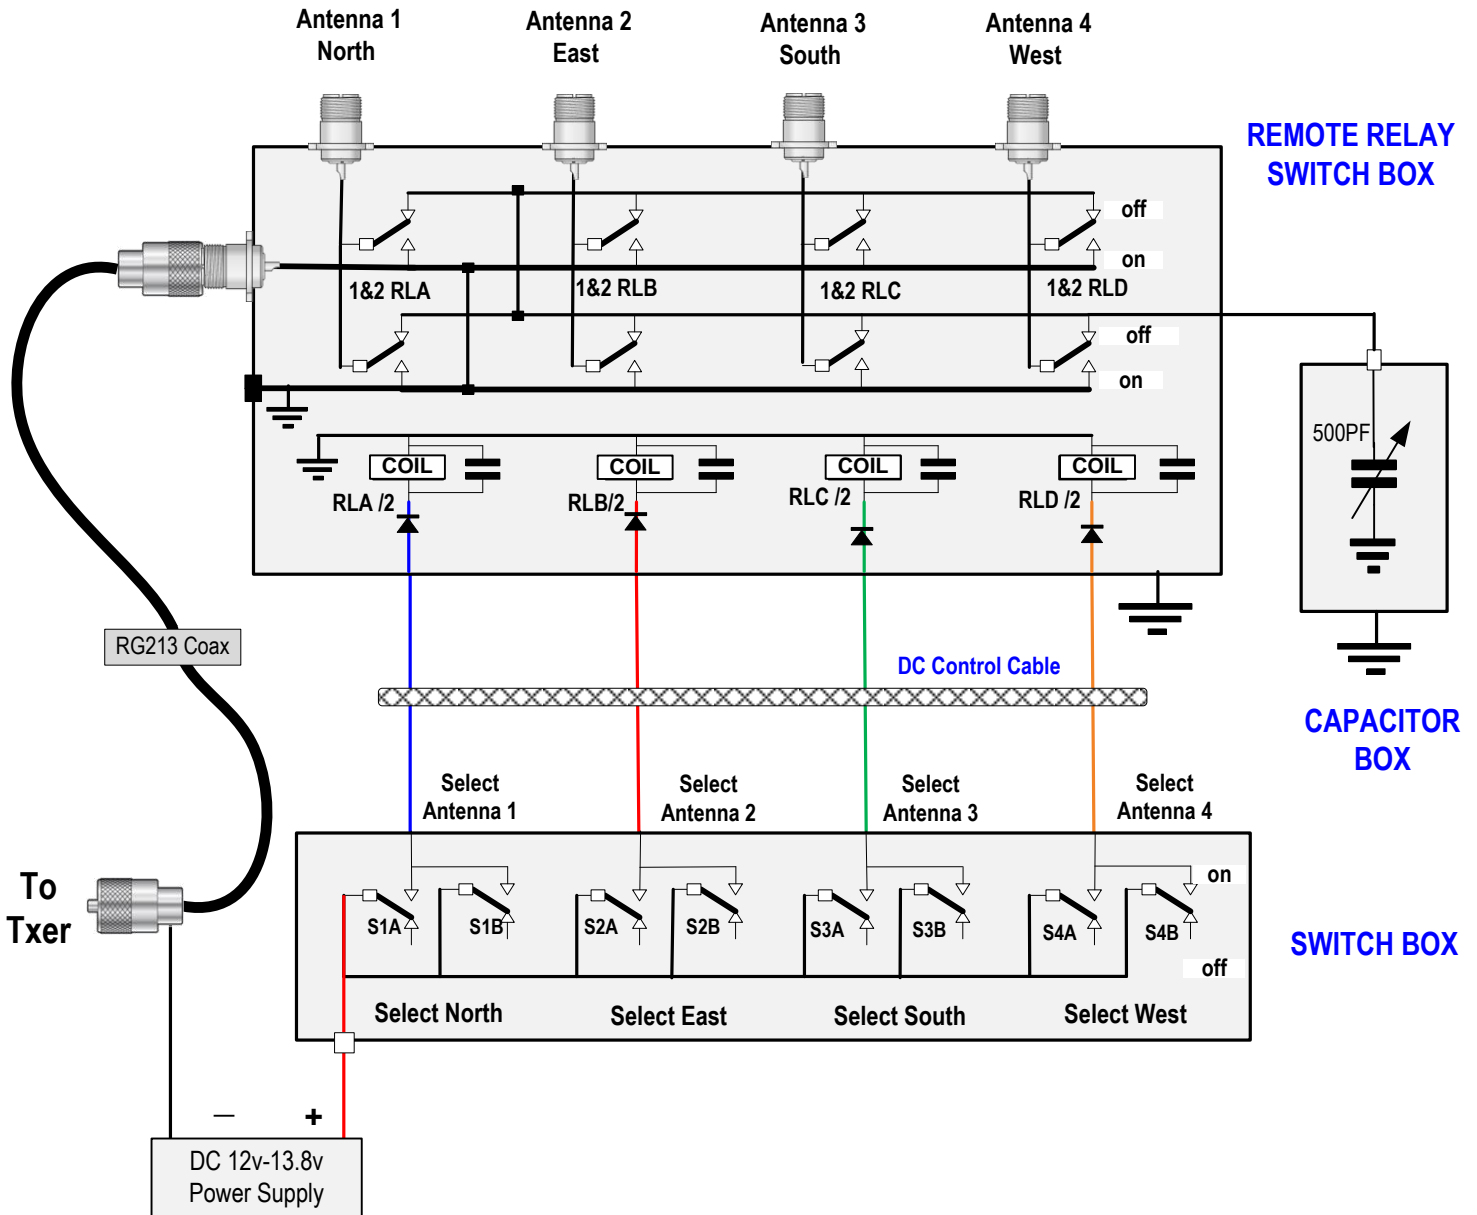 Antenna 1
North
Antenna 2
East
Antenna 3
South
Antenna 4
West
REMOTE RELAY
SWITCH BOX
off
on
1&2 RLA
1&2 RLB
1&2 RLC
1&2 RLD
off
on
500PF
COIL
COIL
COIL
COIL
RLA /2
RLB/2
RLC /2
RLD /2
RG213 Coax
DC Control Cable
CAPACITOR
BOX
Select
Antenna 1
Select
Antenna 2
Select
Antenna 3
Select
Antenna 4
To
Txer
on
S1A
S1B
S2A
S2B
S3A
S3B
S4A
S4B
SWITCH BOX
off
Select North
Select East
Select South
Select West
— +
DC 12v-13.8v
Power Supply